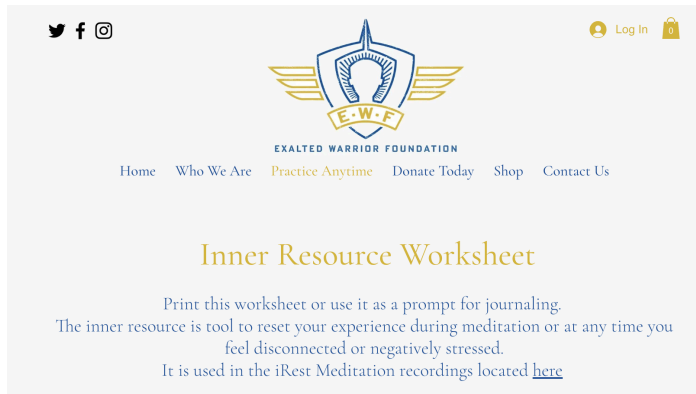 Log In
0
E·W·F
EXALTED WARRIOR FOUNDATION
Home Who We Are Practice Anytime Donate Today Shop Contact Us
Inner Resource Worksheet
Print this worksheet or use it as a prompt for journaling.
The inner resource is tool to reset your experience during meditation or at any time you
feel disconnected or negatively stressed.
It is used in the iRest Meditation recordings located here